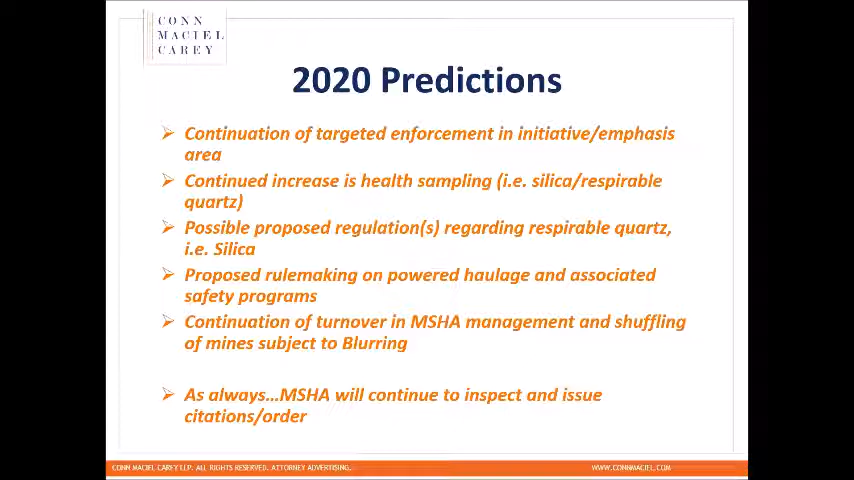 CONN
MACIEL
CAREY
2020 Predictions
Continuation of targeted enforcement in initiative/emphasis
area
Continued increase is health sampling (i.e. silica/respirable
quartz)
Possible proposed regulation(s) regarding respirable quartz,
i.e. Silica
Proposed rulemaking on powered haulage and associated
safety programs
Continuation of turnover in MSHA management and shuffling
of mines subject to Blurring
As always...MSHA will continue to inspect and issue
citations/order
CONN MACIEL CAREY LLP. ALL RIGHTS RESERVED. ATTORNEY ADVERTISING.
WWW.CONNMACIEL.COM